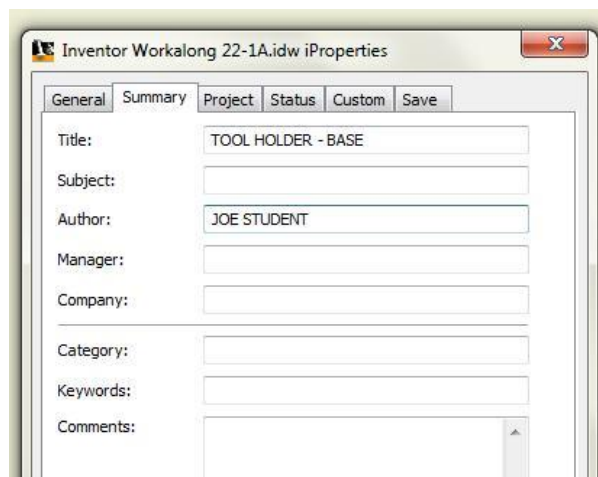 Inventor Workalong 22-1A.idw iProperties
General Summary Project Status Custom Save
Title: TOOL HOLDER - BASE
Subject:
Author: JOE STUDENT
Manager:
Company:
Category:
Keywords:
Comments: